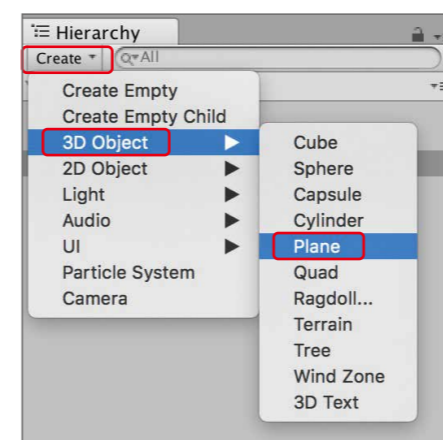 Hierarchy
Create
All
Create Empty
Create Empty Child
3D Object
2D Object
Light
Audio
UI
Particle System
Camera
Cube
Sphere
Capsule
Cylinder
Plane
Quad
Ragdoll...
Terrain
Tree
Wind Zone
3D Text